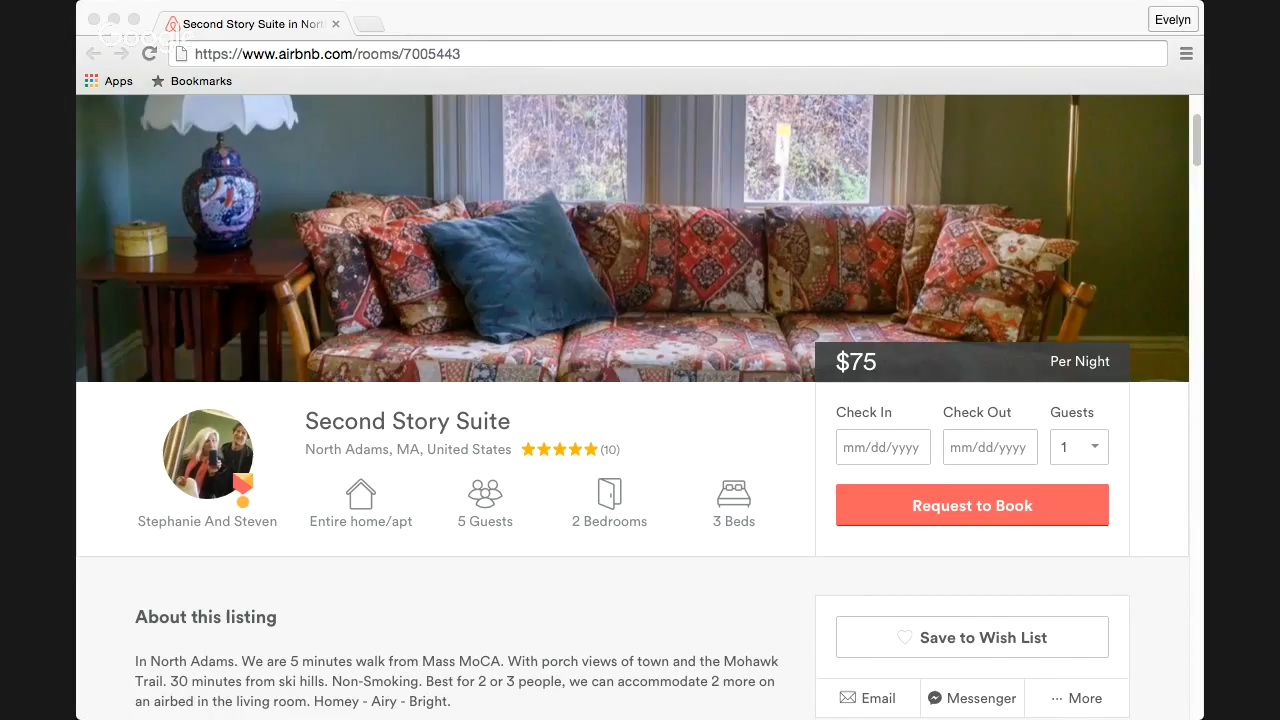 Second Story Suite in Nort
Evelyn
Google
https://www.airbnb.com/rooms/7005443
Apps
Bookmarks
$75
Per Night
Second Story Suite
North Adams, MA, United States
(10)
Stephanie And Steven
Entire home/apt
5 Guests
2 Bedrooms
3 Beds
Check In
Check Out
Guests
mm/dd/yyyy
mm/dd/yyyy
1
Request to Book
About this listing
In North Adams. We are 5 minutes walk from Mass MoCA. With porch views of town and the Mohawk
Trail. 30 minutes from ski hills. Non-Smoking. Best for 2 or 3 people, we can accommodate 2 more on
an airbed in the living room. Homey - Airy - Bright.
Save to Wish List
Email
Messenger
··· More